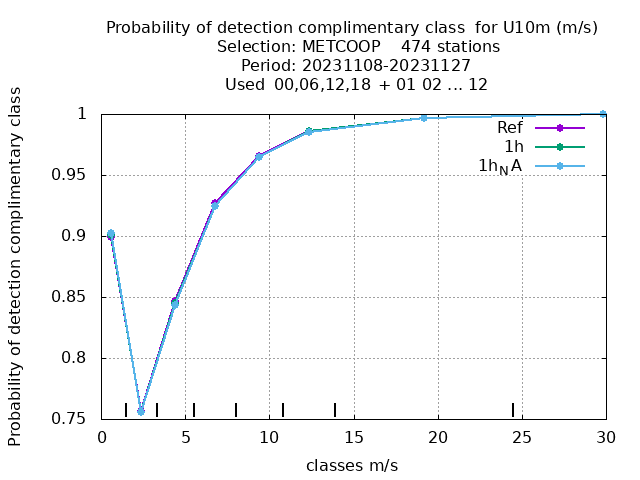 Probability of detection complimentary class  for U10m (m/s)
Selection: METCOOP    474 stations
Period: 20231108-20231127
Used  00,06,12,18  + 01 02 ... 12
Probability of detection complimentary class
1
0.95
0.9
0.85
0.8
0.75
Ref
1h
1h_NA
0 5 10 15 20 25 30
classes m/s